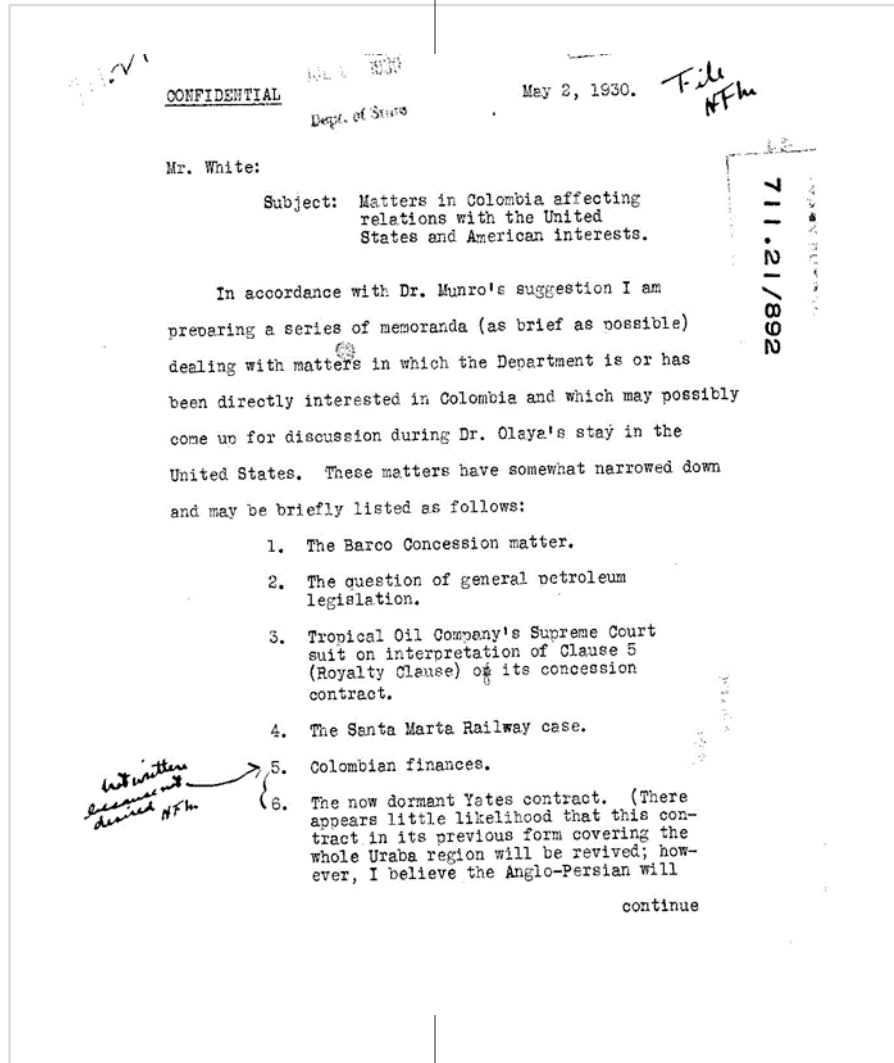 1930
CONFIDENTIAL
May 2, 1930.
File
HFM
Dept. of State
Mr. White:
Subject: Matters in Colombia affecting
relations with the United
States and American interests.
711.21/892
In accordance with Dr. Munro's suggestion I am
preparing a series of memoranda (as brief as possible)
dealing with matters in which the Department is or has
been directly interested in Colombia and which may possibly
come up for discussion during Dr. Olaya's stay in the
United States. These matters have somewhat narrowed down
and may be briefly listed as follows:
1. The Barco Concession matter.
2. The question of general petroleum
legislation.
3. Tropical Oil Company's Supreme Court
suit on interpretation of Clause 5
(Royalty Clause) of its concession
contract.
4. The Santa Marta Railway case.
5. Colombian finances.
not written
because not
desired HFM
6. The now dormant Yates contract. (There
appears little likelihood that this con-
tract in its previous form covering the
whole Uraba region will be revived; how-
ever, I believe the Anglo-Persian will
continue